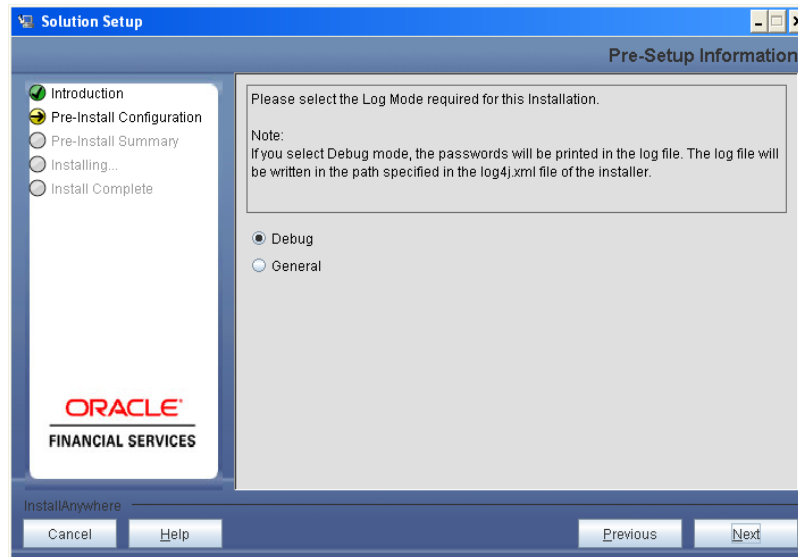 Solution Setup
Pre-Setup Information
Introduction
Pre-Install Configuration
Pre-Install Summary
Installing...
Install Complete
ORACLE
FINANCIAL SERVICES
Please select the Log Mode required for this Installation.
Note:
If you select Debug mode, the passwords will be printed in the log file. The log file will
be written in the path specified in the log4j.xml file of the installer.
Debug
General
InstallAnywhere
Cancel
Help
Previous
Next